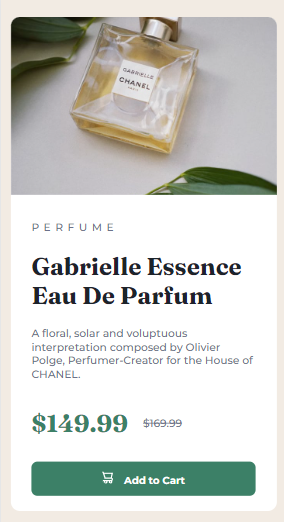 GABRIELLE
CHANEL
PERFUME
Gabrielle Essence
Eau De Parfum
A floral, solar and voluptuous
interpretation composed by Olivier
Polge, Perfumer-Creator for the House of
CHANEL.
$149.99 $169.99
Add to Cart